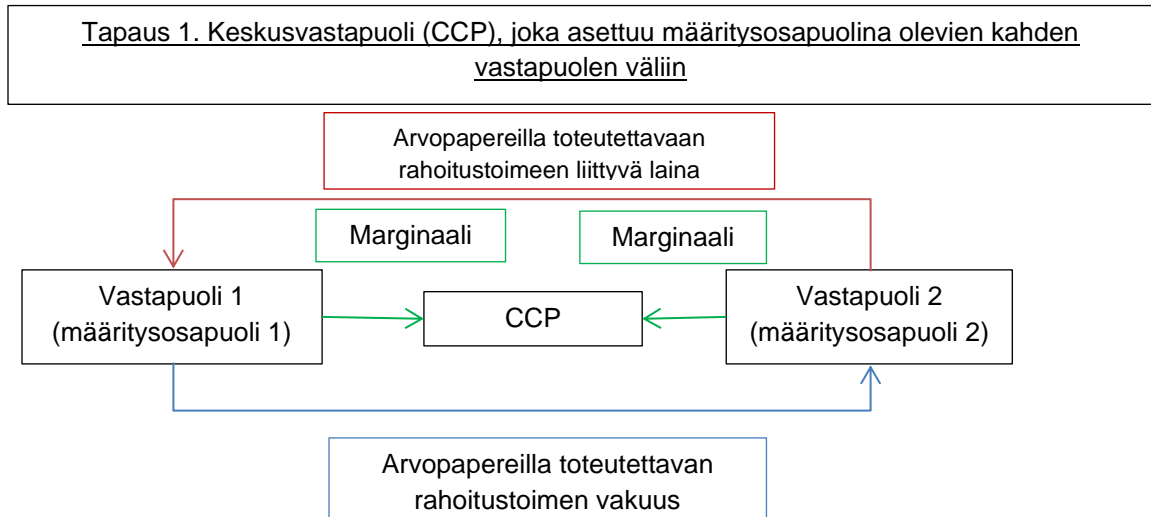 Tapaus 1. Keskusvastapuoli (CCP), joka asettuu määritysosapuolina olevien kahden
vastapuolen väliin
Arvopapereilla toteutettavaan
rahoitustoimeen liittyvä laina
Marginaali
Marginaali
Vastapuoli 1
(määritysosapuoli 1)
CCP
Vastapuoli 2
(määritysosapuoli 2)
Arvopapereilla toteutettavan
rahoitustoimen vakuus